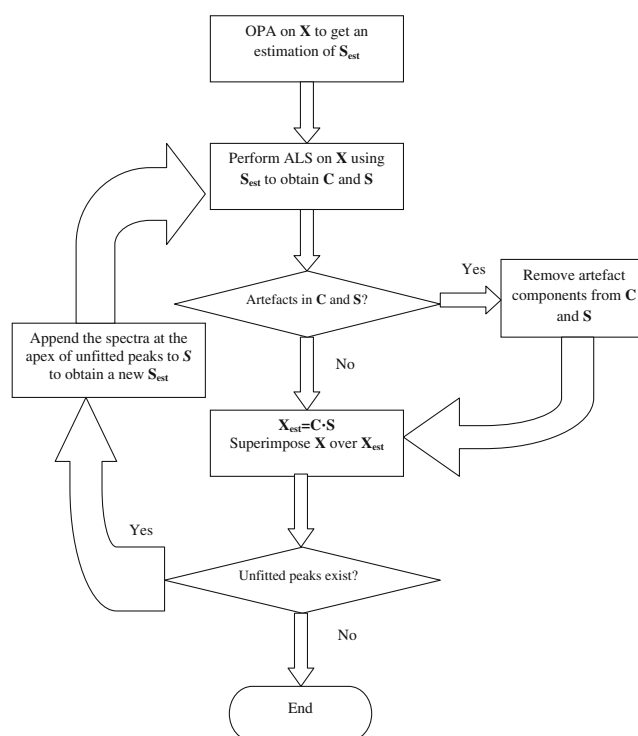 OPA on X to get an
estimation of Sest
Perform ALS on X using
Sest to obtain C and S
Artefacts in C and S?
Yes
Remove artefact
components from C
and S
No
Append the spectra at the
apex of unfitted peaks to S
to obtain a new Sest
Xest=C·S
Superimpose X over Xest
Yes
Unfitted peaks exist?
No
End